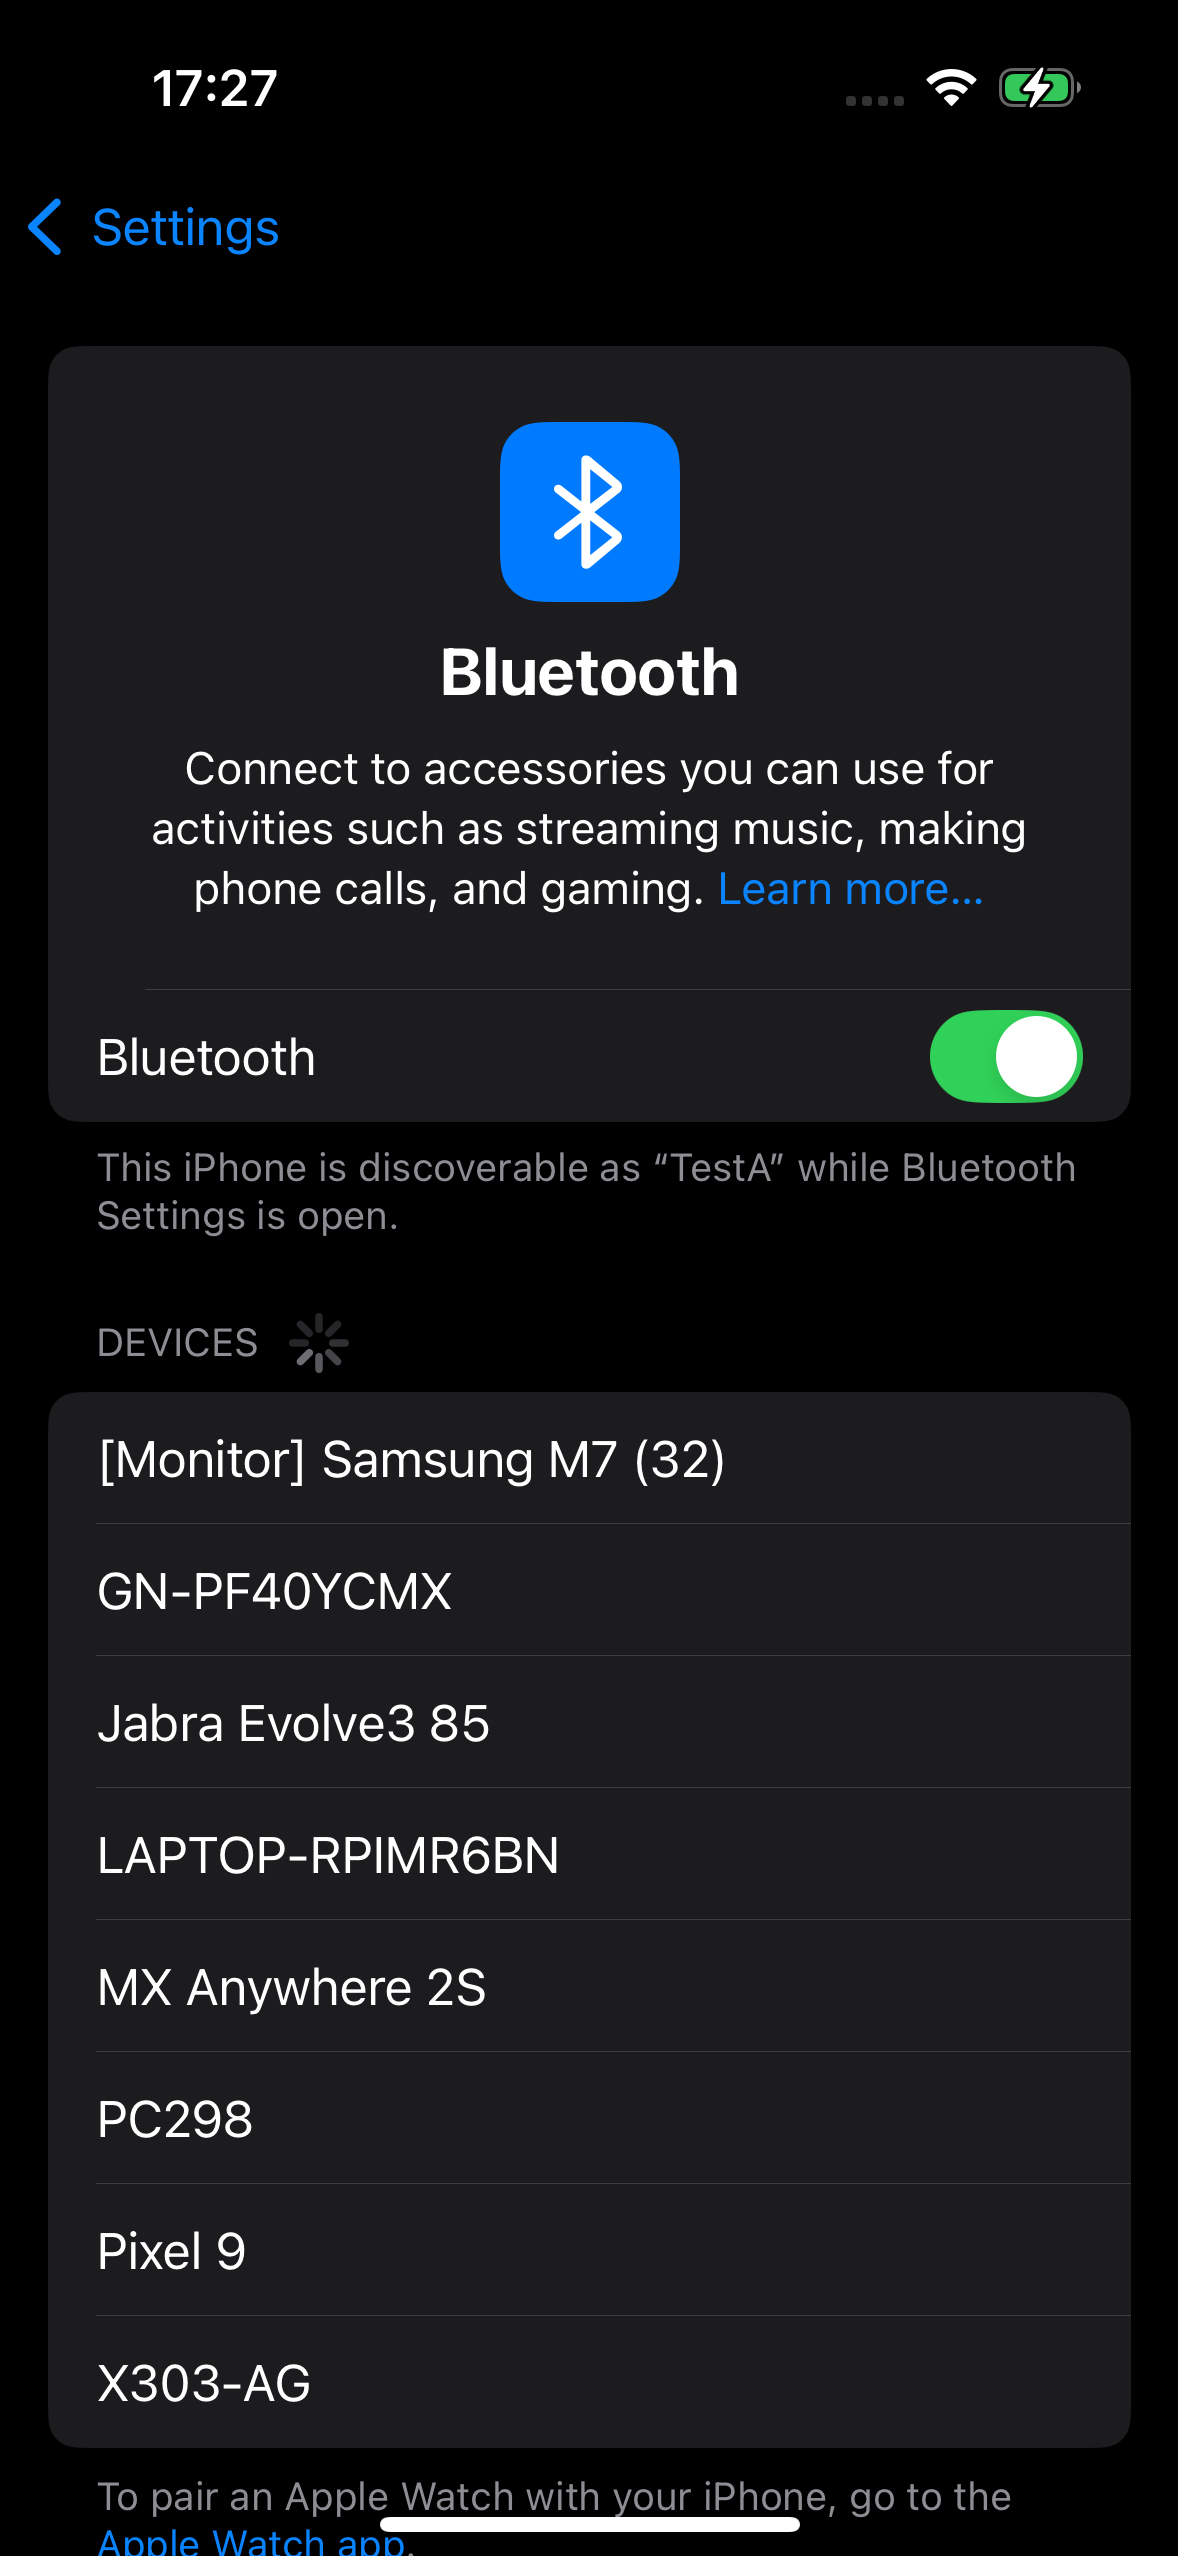 17:27
Settings
Bluetooth
Connect to accessories you can use for
activities such as streaming music, making
phone calls, and gaming. Learn more...
Bluetooth
This iPhone is discoverable as “TestA” while Bluetooth
Settings is open.
DEVICES
[Monitor] Samsung M7 (32)
GN-PF40YCMX
Jabra Evolve3 85
LAPTOP-RPIMR6BN
MX Anywhere 2S
PC298
Pixel 9
X303-AG
To pair an Apple Watch with your iPhone, go to the
Apple Watch app.